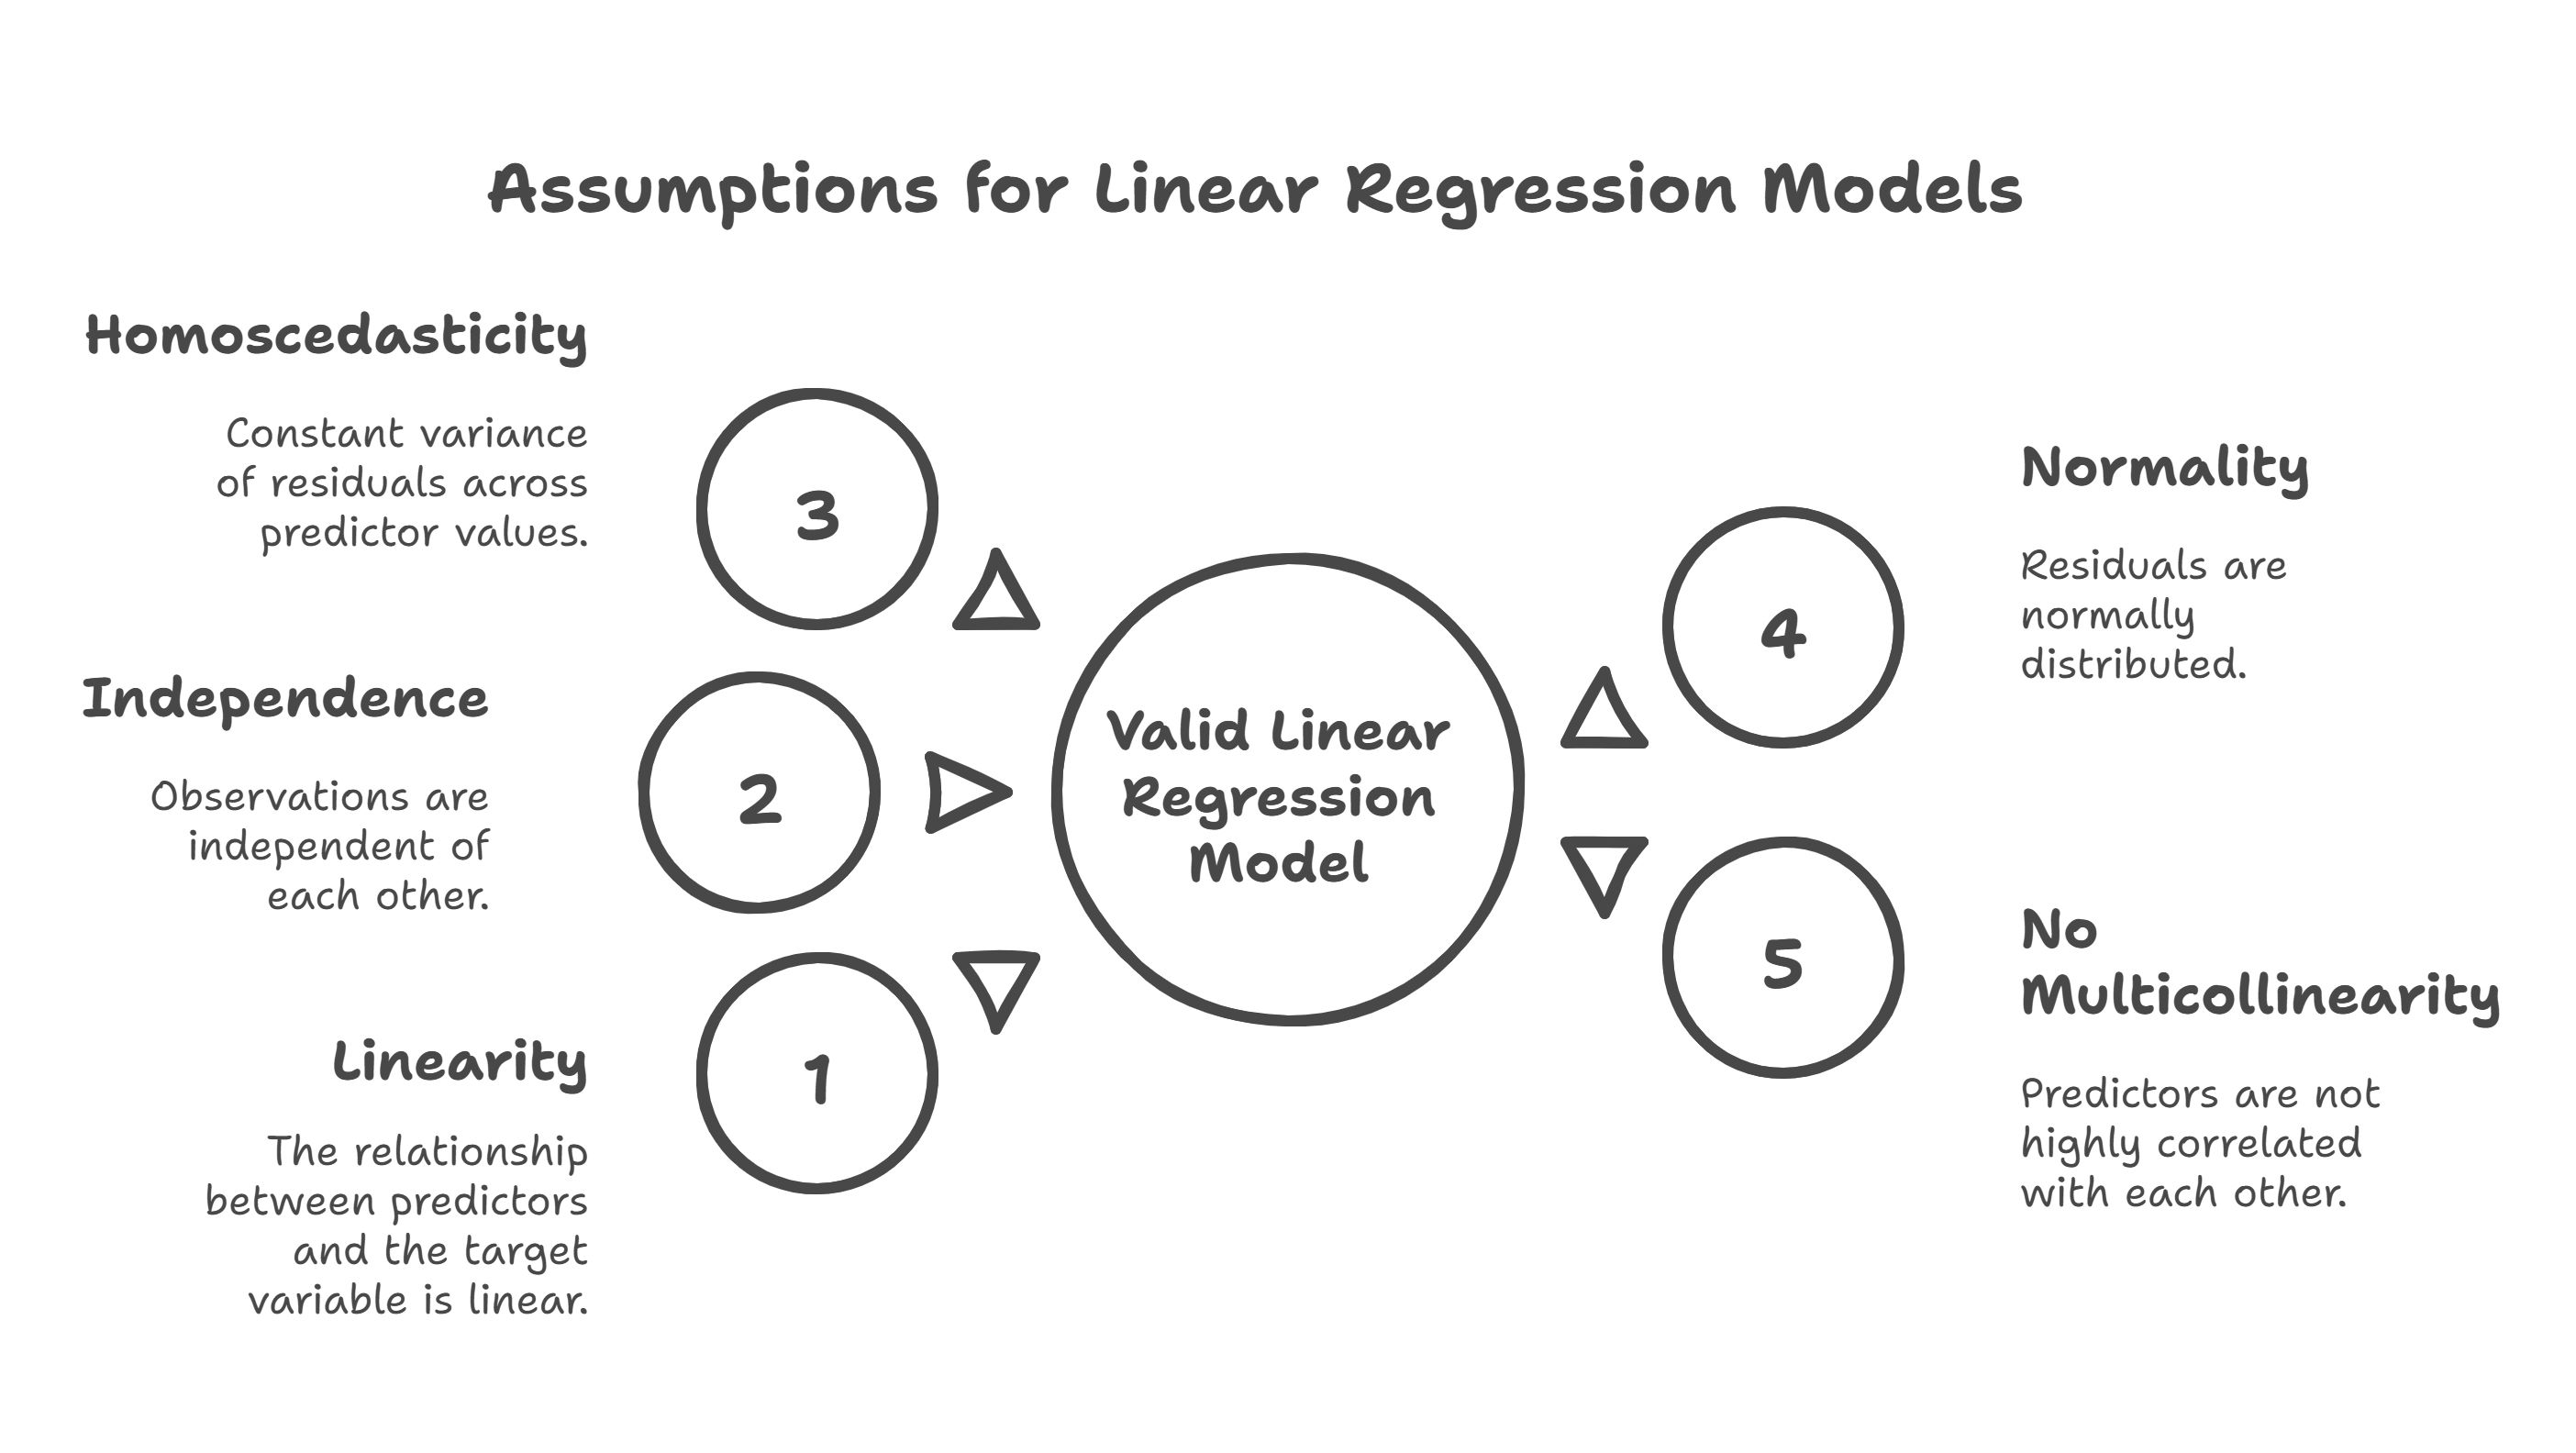 Assumptions for Linear Regression Models
Homoscedasticity
Constant variance
of residuals across
predictor values.
3
Independence
Observations are
independent of
each other.
2
Linearity
The relationship
between predictors
and the target
variable is linear.
1
Valid Linear
Regression
Model
4
Normality
Residuals are
normally
distributed.
5
No
Multicollinearity
Predictors are not
highly correlated
with each other.